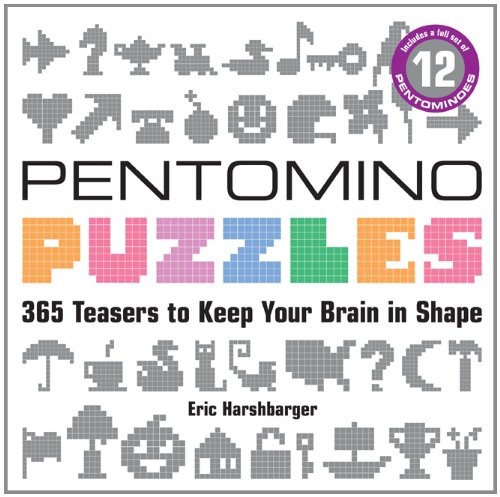 Includes a full set of
12
PENTOMINOES
PENTOMINO
PUZZLES
365 Teasers to Keep Your Brain in Shape
Eric Harshbarger